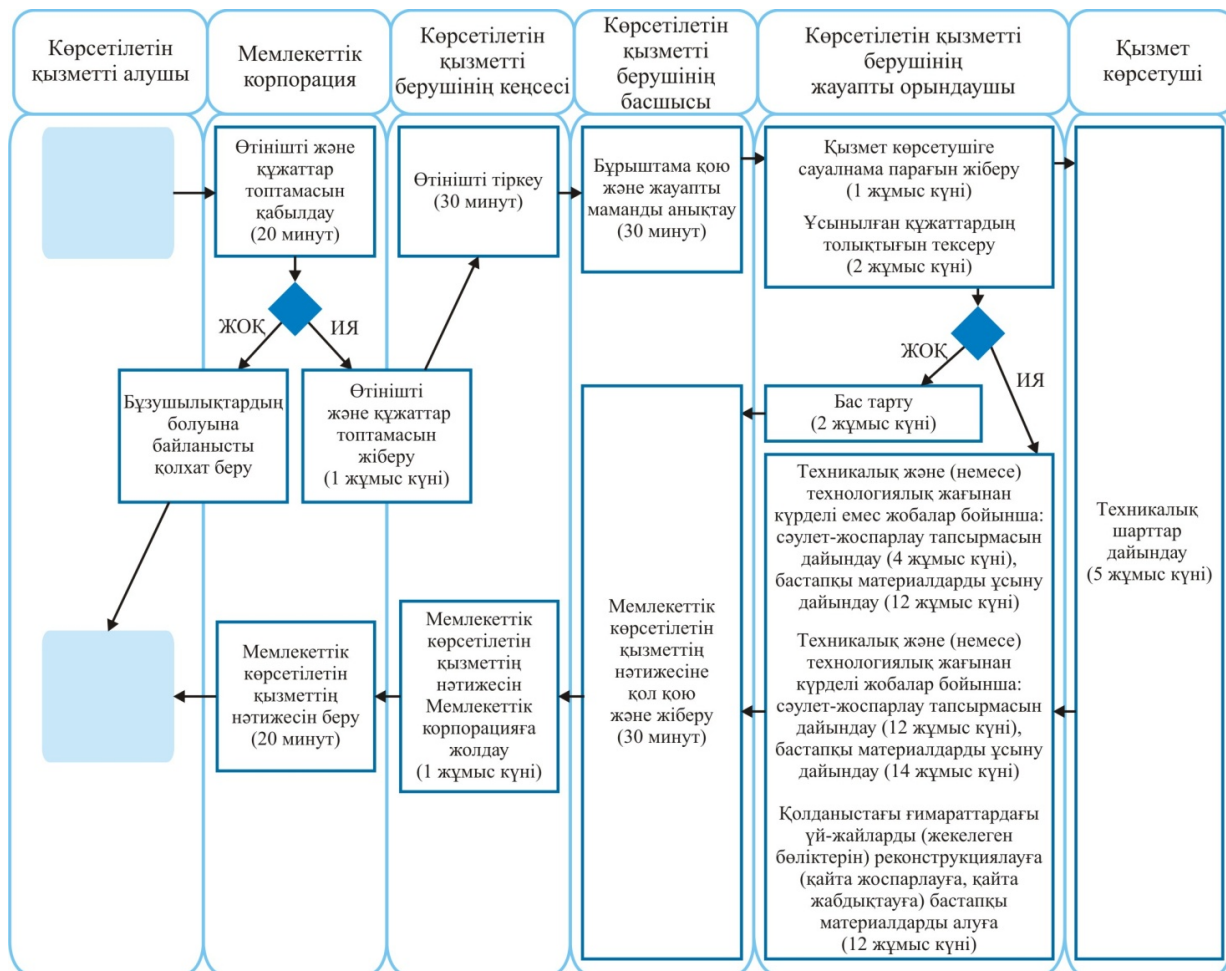 Көрсетілетін
қызметті алушы
Мемлекеттік
корпорация
Көрсетілетін
қызметті
берушінің кеңсесі
Көрсетілетін
қызметті
берушінің
басшысы
Көрсетілетін қызметті
берушінің
жауапты орындаушы
Қызмет
көрсетуші
Өтінішті және
құжаттар
топтамасын
қабылдау
(20 минут)
Өтінішті тіркеу
(30 минут)
Бұрыштама қою
және жауапты
маманды анықтау
(30 минут)
Қызмет көрсетушіге
сауалнама парағын жіберу
(1 жұмыс күні)
Ұсынылған құжаттардың
толықтығын тексеру
(2 жұмыс күні)
ЖОҚ
ИЯ
ЖОҚ
ИЯ
Бұзушылықтардың
болуына
байланысты
қолхат беру
Өтінішті
және құжаттар
топтамасын
жіберу
(1 жұмыс күні)
Бас тарту
(2 жұмыс күні)
Техникалық және (немесе)
технологиялық жағынан
күрделі емес жобалар бойынша:
сәулет-жоспарлау тапсырмасын
дайындау (4 жұмыс күні),
бастапқы материалдарды ұсыну
дайындау (12 жұмыс күні)
Техникалық және (немесе)
технологиялық жағынан
күрделі жобалар бойынша:
сәулет-жоспарлау тапсырмасын
дайындау (12 жұмыс күні),
бастапқы материалдарды ұсыну
дайындау (14 жұмыс күні)
Қолданыстағы ғимараттардағы
үй-жайларды (жекелеген
бөліктерін) реконструкциялауға
(қайта жоспарлауға, қайта
жабдықтауға) бастапқы
материалдарды алуға
(12 жұмыс күні)
Техникалық
шарттар
дайындау
(5 жұмыс күні)
Мемлекеттік
көрсетілетін
қызметтің
нәтижесіне
қол қою
және жіберу
(30 минут)
Мемлекеттік
көрсетілетін
қызметтің
нәтижесін
Мемлекеттік
корпорацияға
жолдау
(1 жұмыс күні)
Мемлекеттік
көрсетілетін
қызметтің
нәтижесін беру
(20 минут)